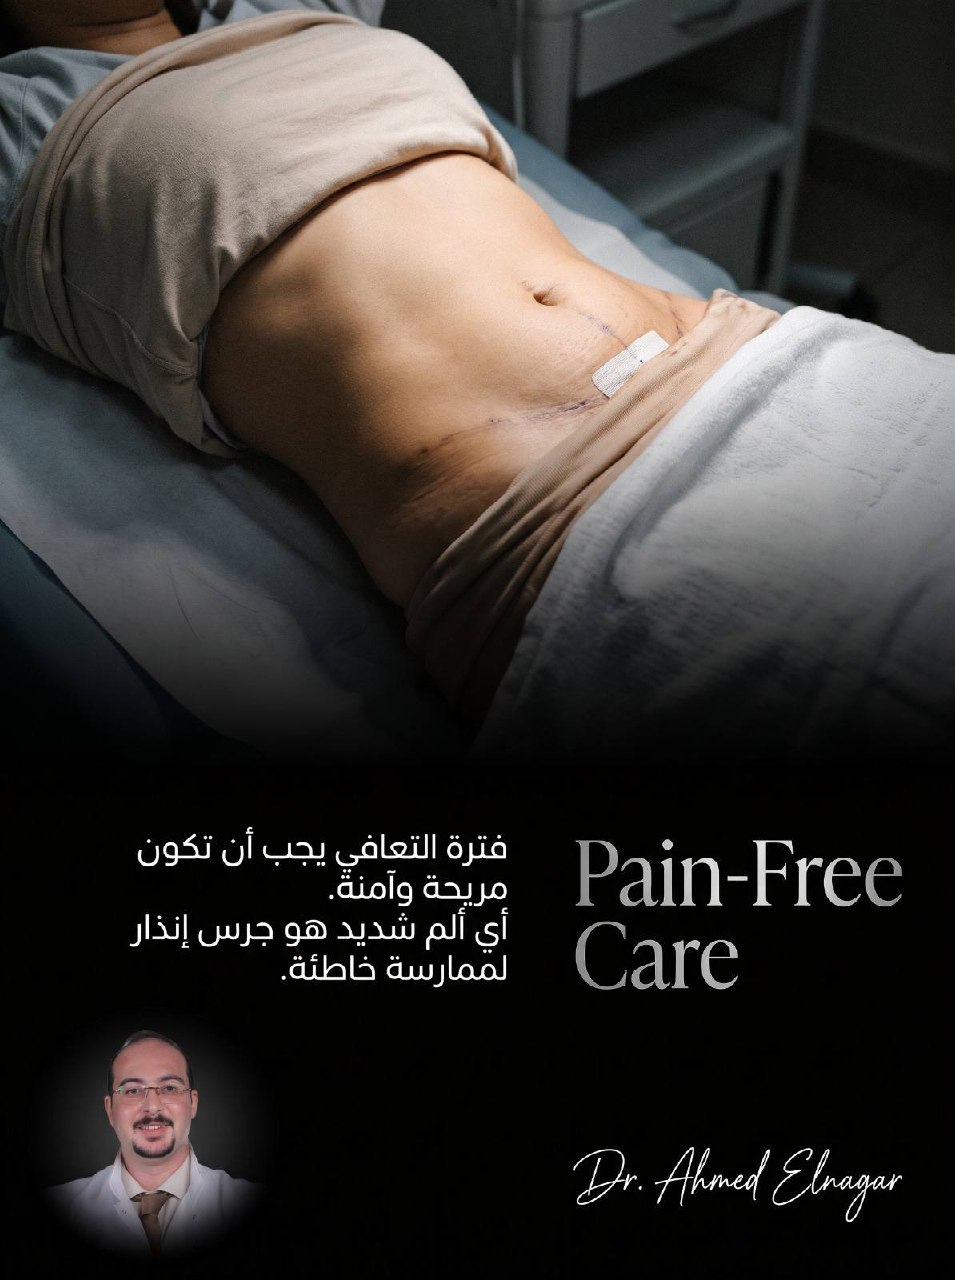 Pain-Free
Care
فترة التعافي يجب أن تكون
مريحة وآمنة.
أي ألم شديد هو جرس إنذار
لممارسة خاطئة.
Dr. Ahmed Elnagar